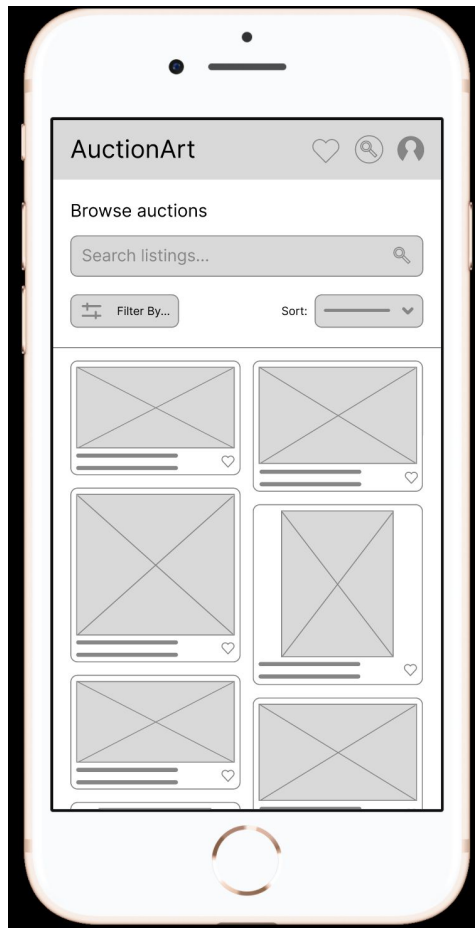 AuctionArt
Browse auctions
Search listings...
Filter By...
Sort: